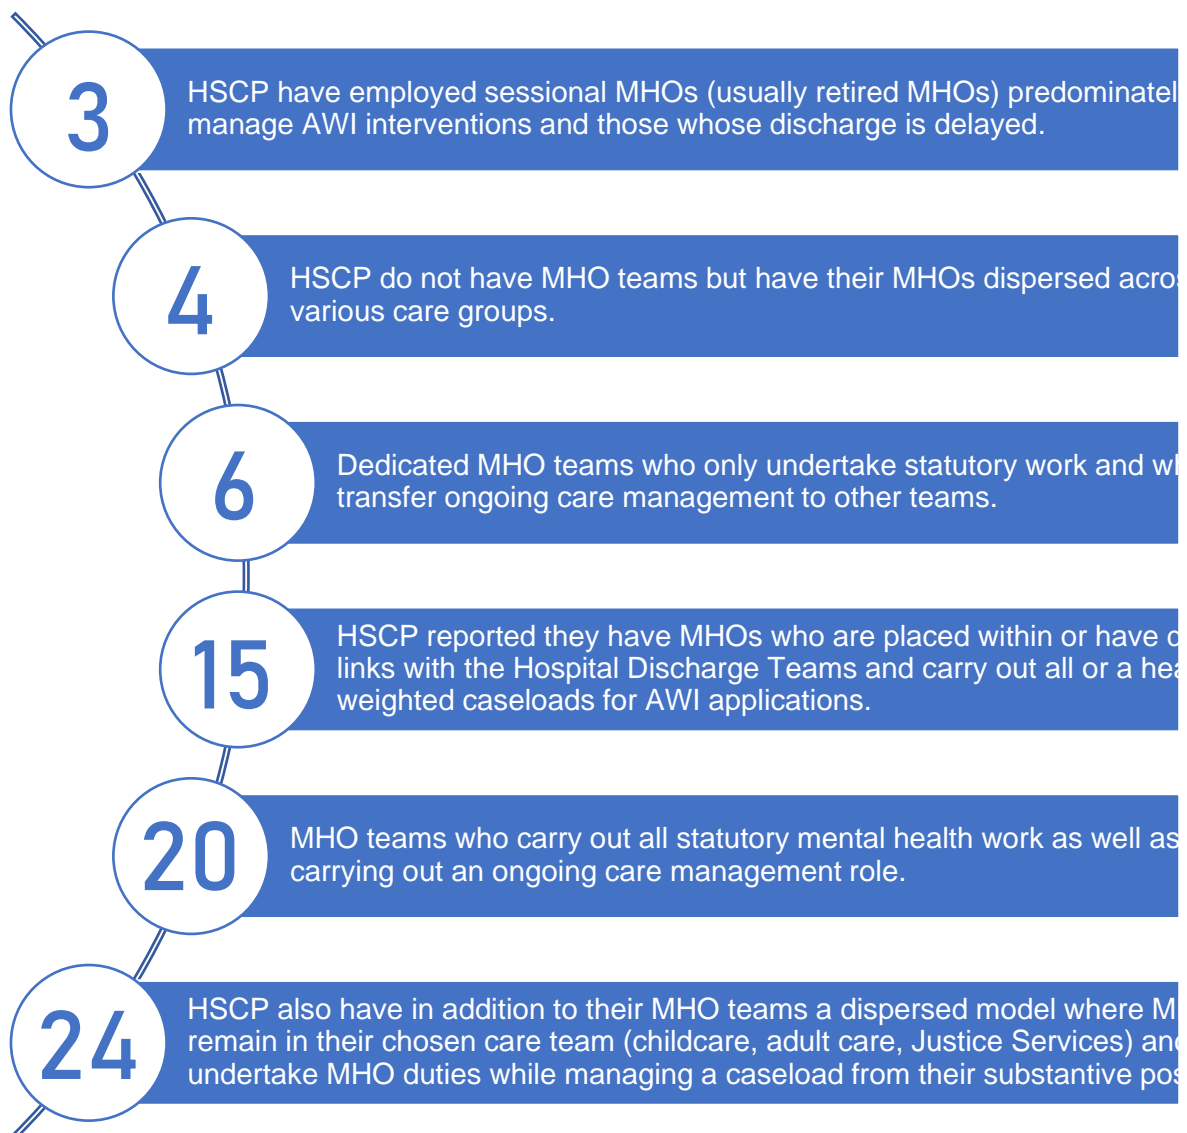 3
HSCP have employed sessional MHOs (usually retired MHOs) predominatel
manage AWI interventions and those whose discharge is delayed.
4
HSCP do not have MHO teams but have their MHOs dispersed acros
various care groups.
6
Dedicated MHO teams who only undertake statutory work and wh
transfer ongoing care management to other teams.
15
HSCP reported they have MHOs who are placed within or have
links with the Hospital Discharge Teams and carry out all or a hea
weighted caseloads for AWI applications.
20
MHO teams who carry out all statutory mental health work as well as
carrying out an ongoing care management role.
24
HSCP also have in addition to their MHO teams a dispersed model where M
remain in their chosen care team (childcare, adult care, Justice Services) and
undertake MHO duties while managing a caseload from their substantive pos